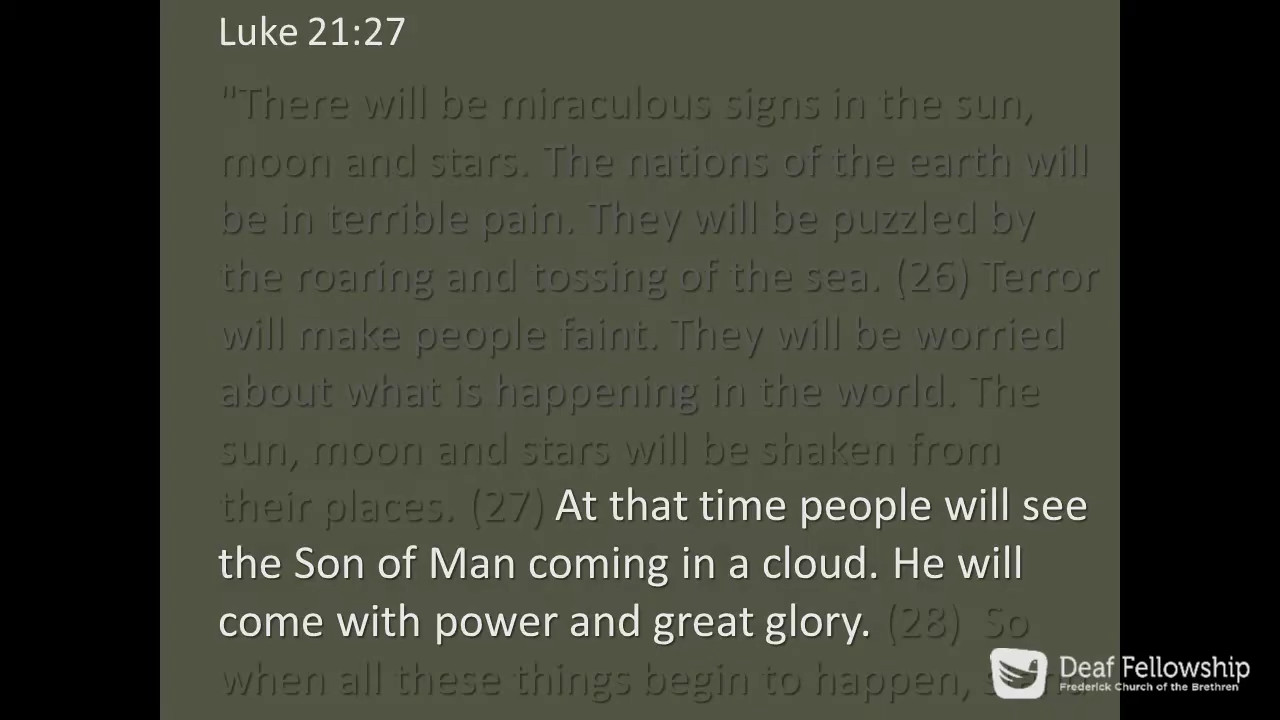 Luke 21:27
"There will be miraculous signs in the sun,
moon and stars. The nations of the earth will
be in terrible pain. They will be puzzled by
the roaring and tossing of the sea. (26) Terror
will make people faint. They will be worried
about what is happening in the world. The
sun, moon and stars will be shaken from
their places. (27) At that time people will see
the Son of Man coming in a cloud. He will
come with power and great glory. (28) So
when all these things begin to happen,
Deaf Fellowship
Frederick Church of the Brethren